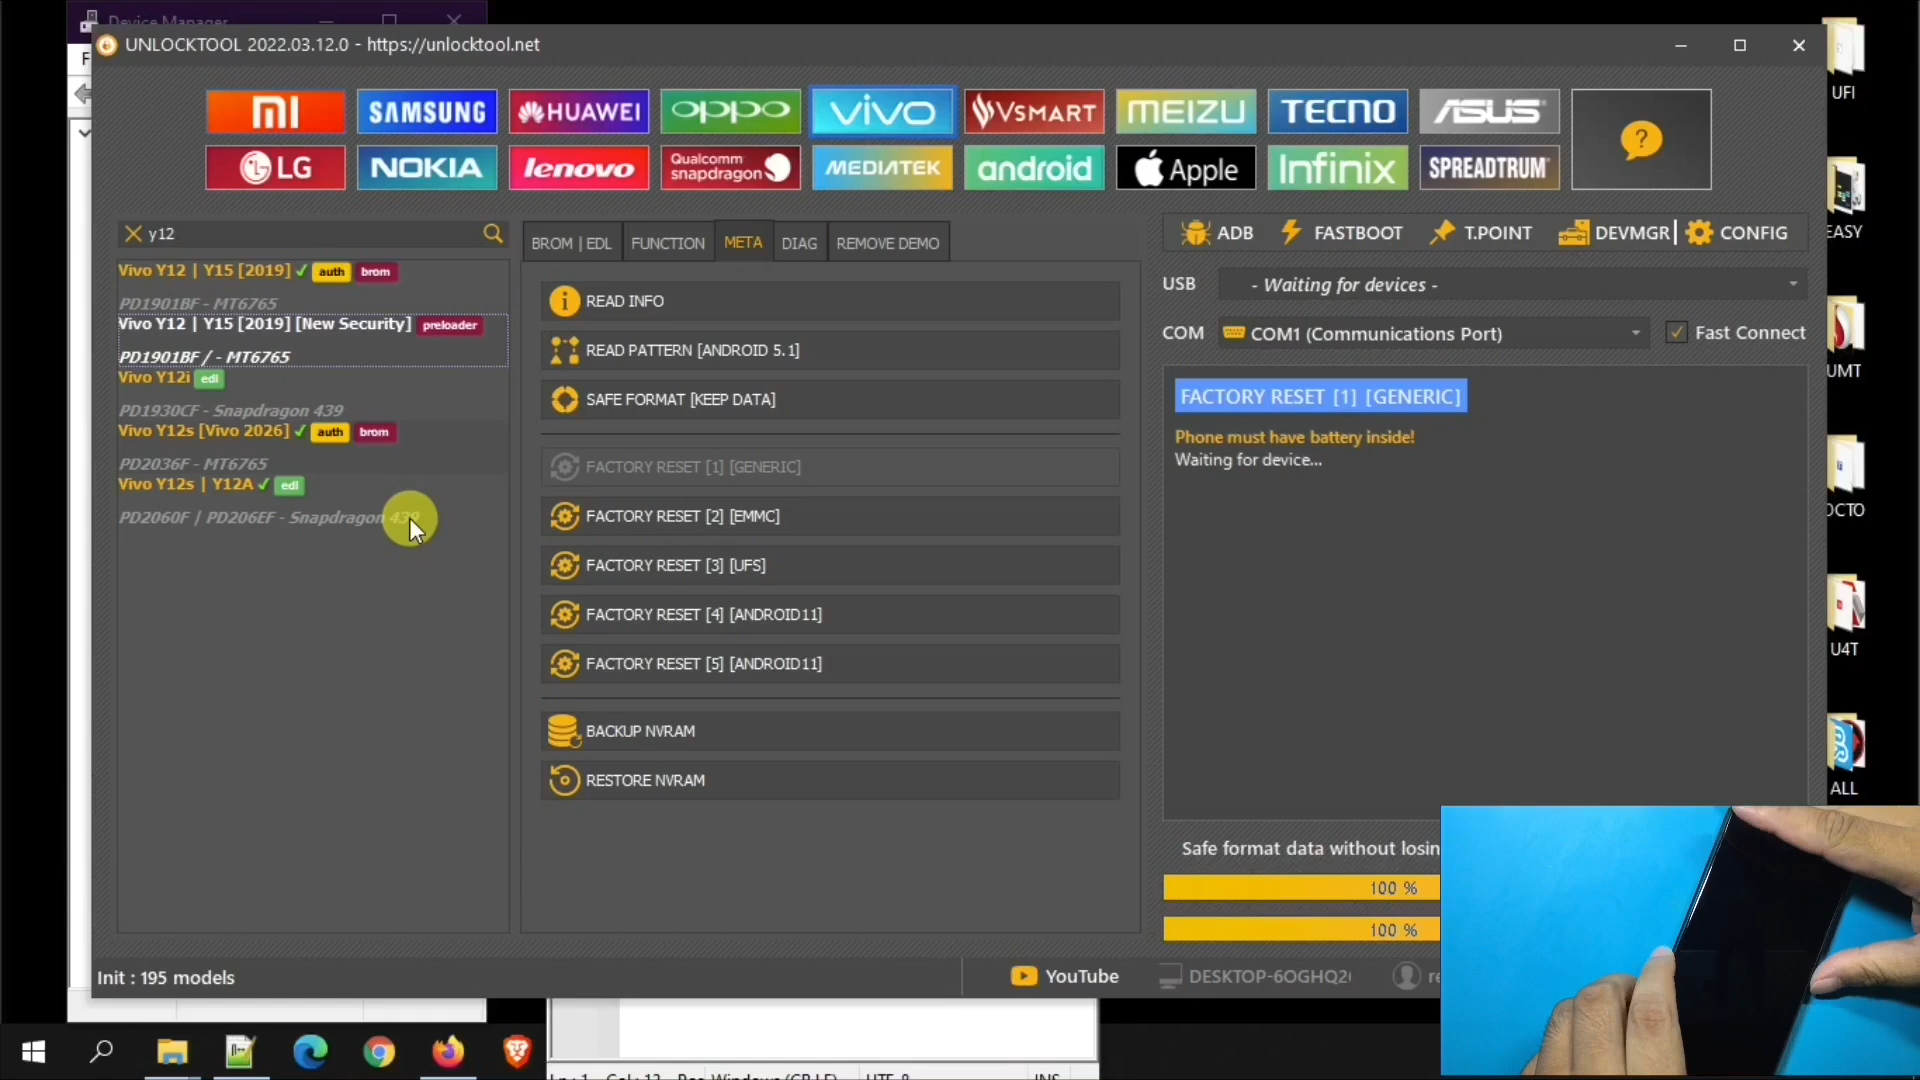 Device Manager
UNLOCKTOOL 2022.03.12.0 - https://unlocktool.net
F
mi
SAMSUNG
HUAWEI
oppo
vivo
VSMART
MEIZU
TECNO
ASUS
?
LG
NOKIA
lenovo
Qualcomm
snapdragon
MEDIATEK
android
Apple
Infinix
SPREADTRUM
y12
Vivo Y12 | Y15 [2019] ✓ auth brom
PD1901BF - MT6765
Vivo Y12 | Y15 [2019] [New Security] preloader
PD1901BF / - MT6765
Vivo Y12i edl
PD1930CF - Snapdragon 439
Vivo Y12s [Vivo 2026] ✓ auth brom
PD2036F - MT6765
Vivo Y12s | Y12A ✓ edl
PD2060F | PD206EF - Snapdragon 439
Init : 195 models
BROM | EDL
FUNCTION
META
DIAG
REMOVE DEMO
READ INFO
READ PATTERN [ANDROID 5.1]
SAFE FORMAT [KEEP DATA]
FACTORY RESET [1] [GENERIC]
FACTORY RESET [2] [EMMC]
FACTORY RESET [3] [UFS]
FACTORY RESET [4] [ANDROID11]
FACTORY RESET [5] [ANDROID11]
BACKUP NVRAM
RESTORE NVRAM
ADB
FASTBOOT
T.POINT
DEVMGR
CONFIG
USB
- Waiting for devices -
COM
COM1 (Communications Port)
Fast Connect
FACTORY RESET [1] [GENERIC]
Phone must have battery inside!
Waiting for device...
Safe format data without losin
100 %
100 %
YouTube
DESKTOP-6OGHQ2
re
UFI
EASY
UMT
OCTO
U4T
ALL